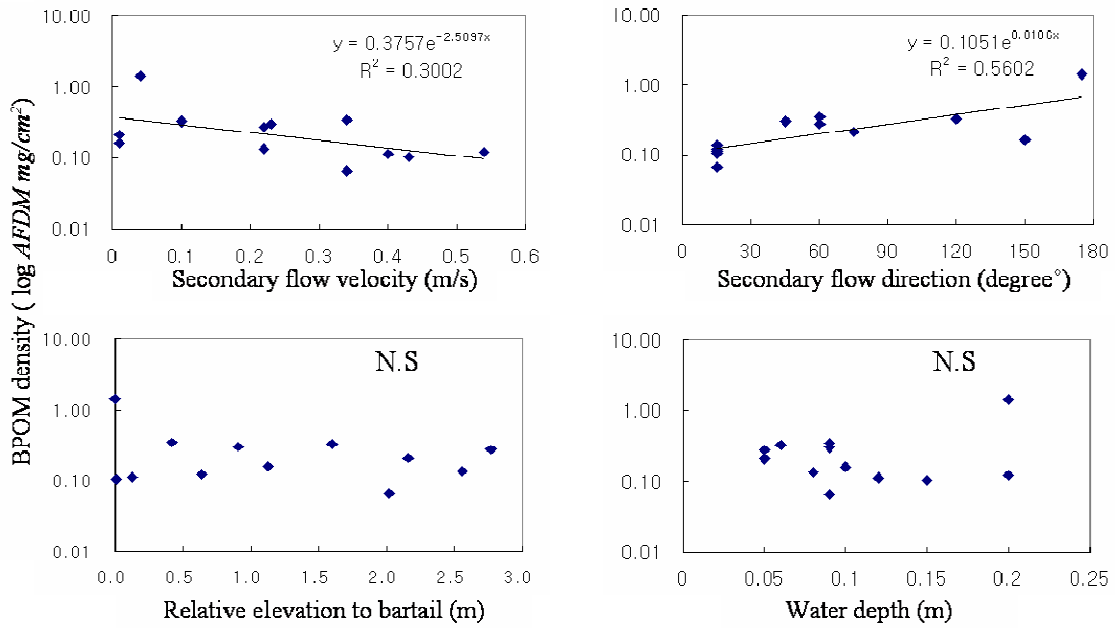 BPOM density ( log AFDM mg/cm²)
10.00
1.00
0.10
0.01
y = 0.3757e^-2.5097x
R² = 0.3002
0 0.1 0.2 0.3 0.4 0.5 0.6
Secondary flow velocity (m/s)
10.00
1.00
0.10
0.01
y = 0.1051e^0.0106x
R² = 0.5602
0 30 60 90 120 150 180
Secondary flow direction (degree°)
10.00
1.00
0.10
0.01
N.S
0.0 0.5 1.0 1.5 2.0 2.5 3.0
Relative elevation to bartail (m)
10.00
1.00
0.10
0.01
N.S
0 0.05 0.1 0.15 0.2 0.25
Water depth (m)